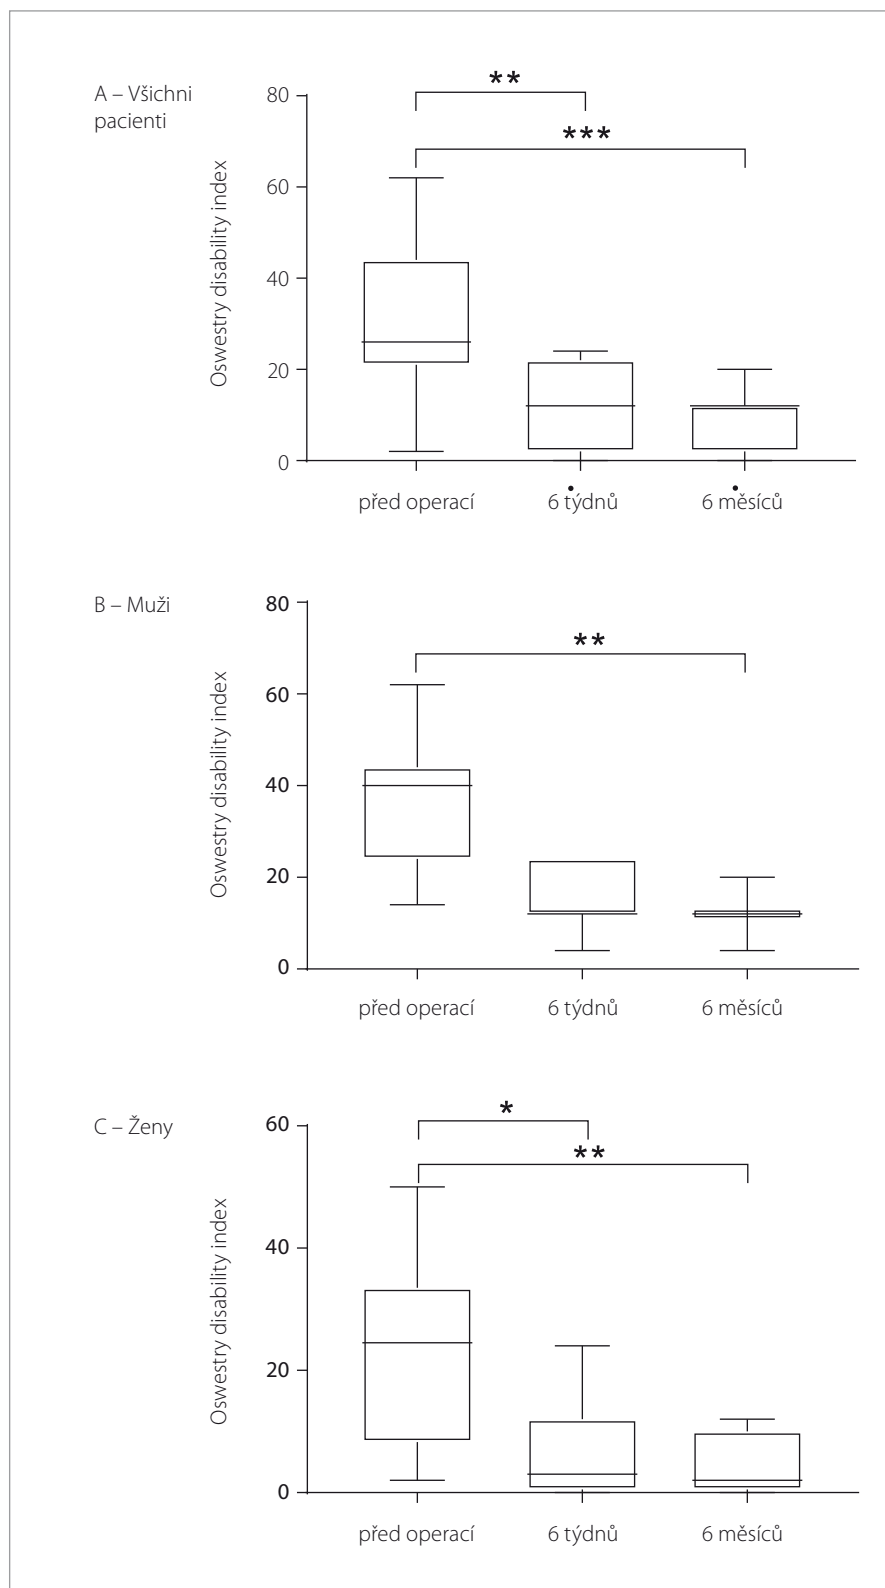 A – Všichni
pacienti
Oswestry disability index
80
60
40
20
0
**
***
před operací
6 týdnů
6 měsíců
B – Muži
Oswestry disability index
80
60
40
20
0
**
před operací
6 týdnů
6 měsíců
C – Ženy
Oswestry disability index
60
40
20
0
*
**
před operací
6 týdnů
6 měsíců